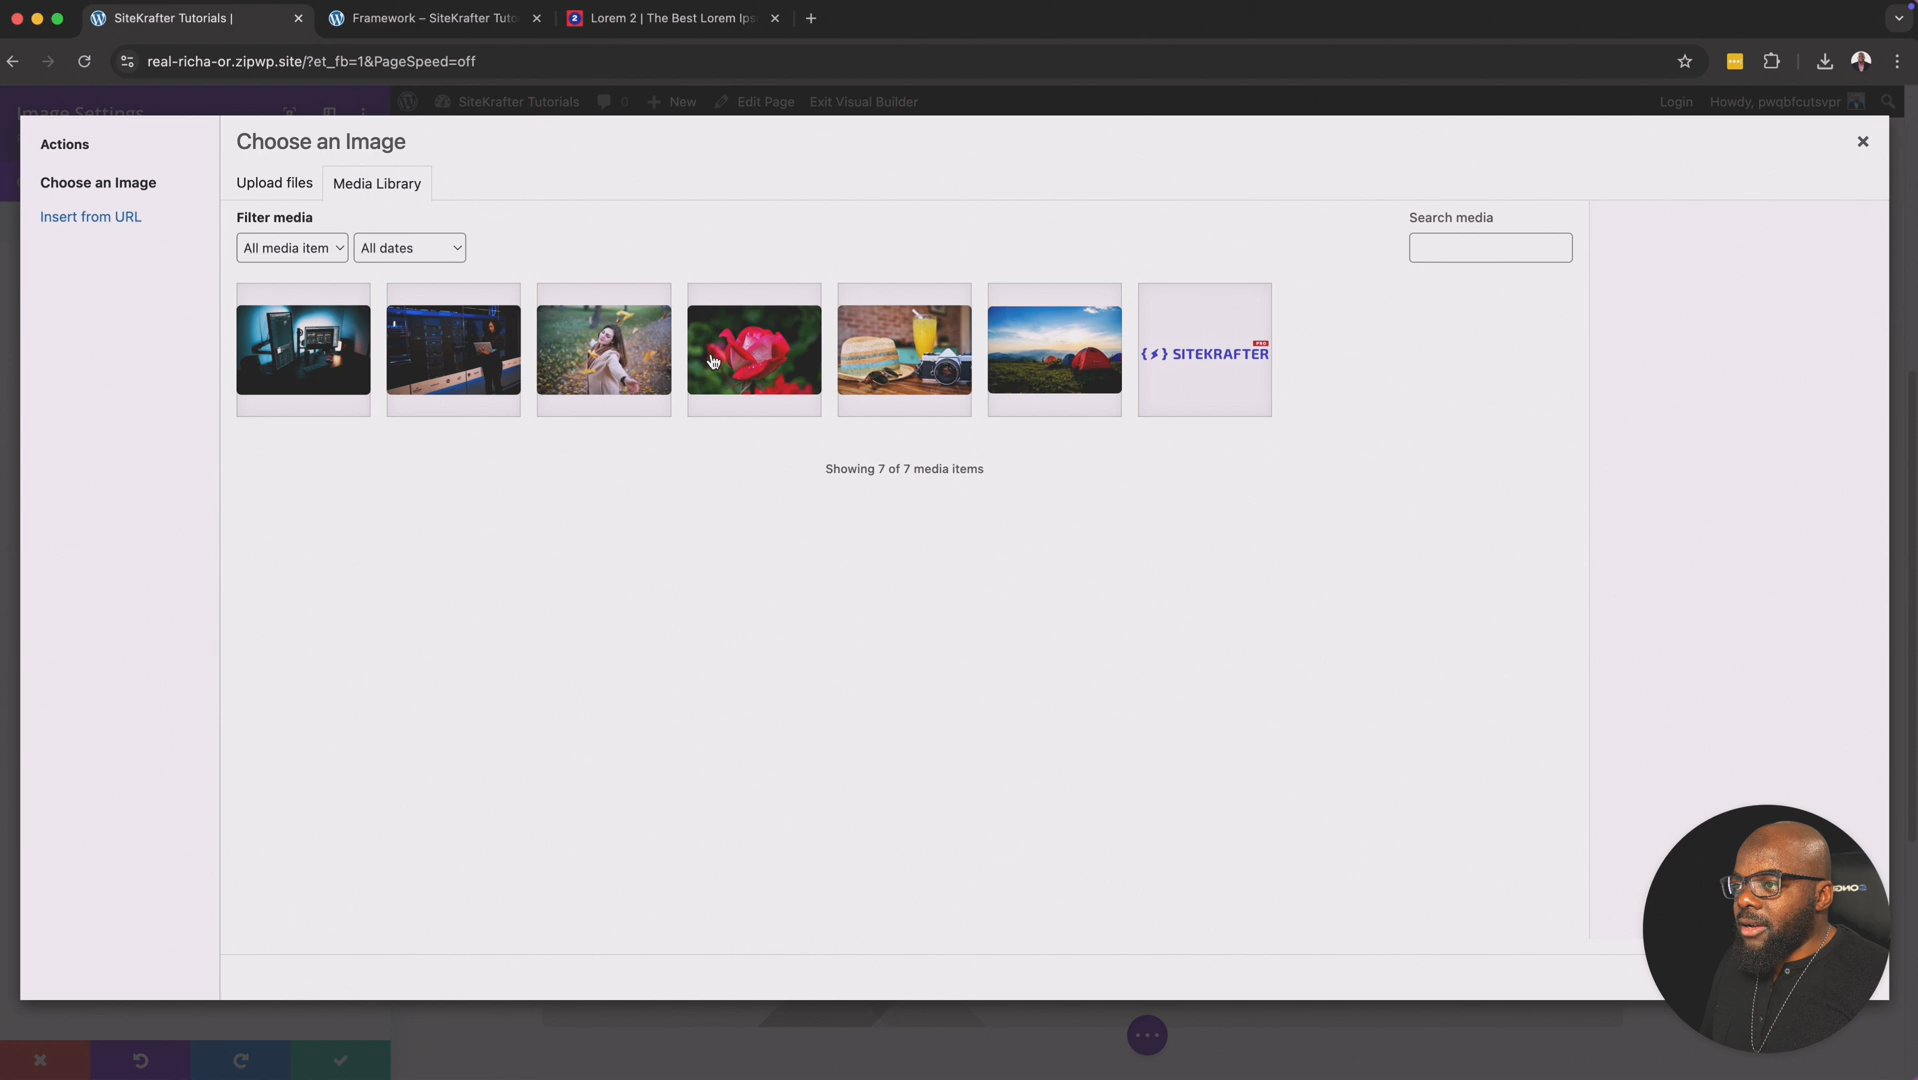 SiteKrafter Tutorials |
Framework – SiteKrafter Tuto
Lorem 2 | The Best Lorem Ips
real-richa-or.zipwp.site/?et_fb=1&PageSpeed=off
Image Settings
SiteKrafter Tutorials
0
New
Edit Page
Exit Visual Builder
Login
Howdy, pwqbfcutsvpr
Actions
Choose an Image
Insert from URL
Choose an Image
Upload files
Media Library
Filter media
All media item
All dates
Search media
{⚡} SITEKRAFTER
PRO
Showing 7 of 7 media items